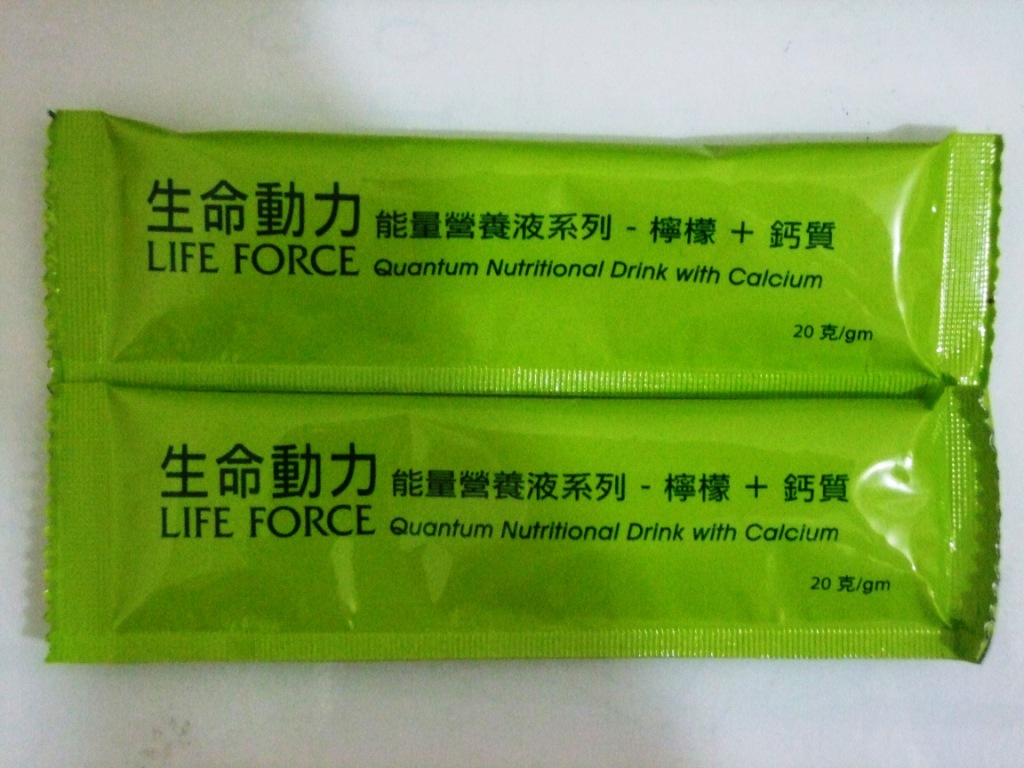 生命動力
LIFE FORCE
能量營養液系列 - 檸檬 + 鈣質
Quantum Nutritional Drink with Calcium
20 克/gm
生命動力
LIFE FORCE
能量營養液系列 - 檸檬 + 鈣質
Quantum Nutritional Drink with Calcium
20 克/gm